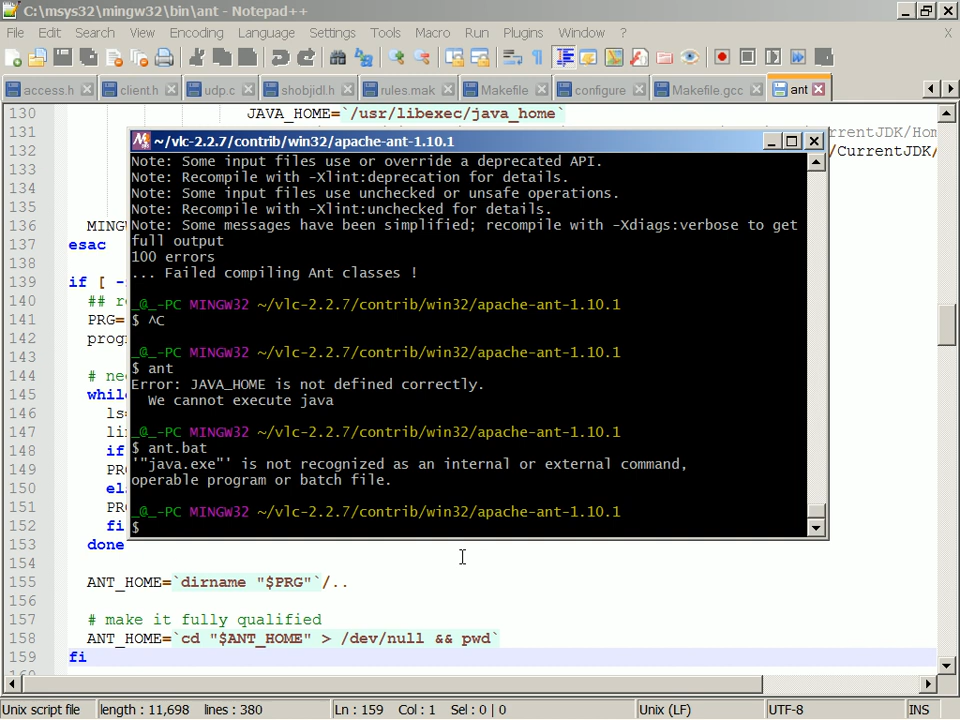 C:\msys32\mingw32\bin\ant - Notepad++
File Edit Search View Encoding Language Settings Tools Macro Run Plugins Window ? X
access.h client.h udp.c shobjidl.h rules.mak Makefile configure Makefile.gcc ant
130 JAVA_HOME=`/usr/libexec/java_home`
131 rrentJDK/Hom
132 /CurrentJDK/
133
134
135
136 MING
137 esac
138
139 if [ -
140 ## r
141 PRG=
142 prog
143
144 # ne
145 while
146 ls=
147 lin
148 if
149 PR
150 el
151 PR
152 fi
153 done
154
155 ANT_HOME=`dirname "$PRG"`/..
156
157 # make it fully qualified
158 ANT_HOME=`cd "$ANT_HOME" > /dev/null && pwd`
159 fi
~/vlc-2.2.7/contrib/win32/apache-ant-1.10.1
Note: Some input files use or override a deprecated API.
Note: Recompile with -Xlint:deprecation for details.
Note: Some input files use unchecked or unsafe operations.
Note: Recompile with -Xlint:unchecked for details.
Note: Some messages have been simplified; recompile with -Xdiags:verbose to get
full output
100 errors
... Failed compiling Ant classes !
_@_-PC MINGW32 ~/vlc-2.2.7/contrib/win32/apache-ant-1.10.1
$ ^C
_@_-PC MINGW32 ~/vlc-2.2.7/contrib/win32/apache-ant-1.10.1
$ ant
Error: JAVA_HOME is not defined correctly.
We cannot execute java
_@_-PC MINGW32 ~/vlc-2.2.7/contrib/win32/apache-ant-1.10.1
$ ant.bat
'"java.exe"' is not recognized as an internal or external command,
operable program or batch file.
_@_-PC MINGW32 ~/vlc-2.2.7/contrib/win32/apache-ant-1.10.1
$
Unix script file length : 11,698 lines : 380 Ln : 159 Col : 1 Sel : 0 | 0 Unix (LF) UTF-8 INS